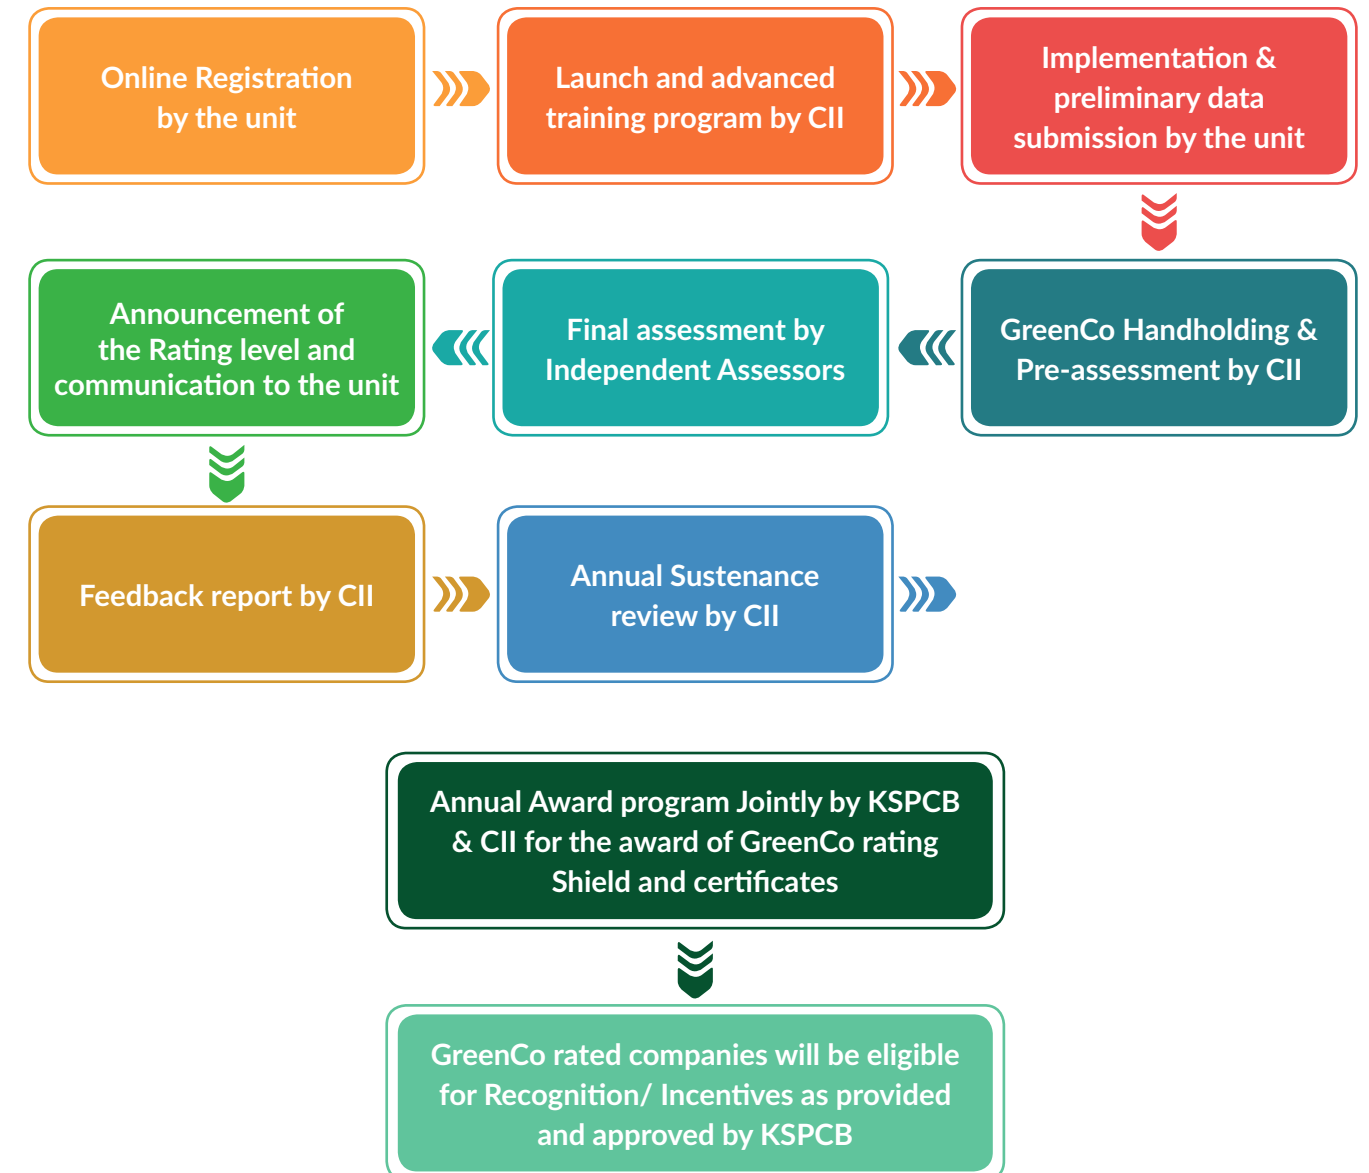 Online Registration
by the unit
Launch and advanced
training program by CII
Implementation &
preliminary data
submission by the unit
GreenCo Handholding &
Pre-assessment by CII
Final assessment by
Independent Assessors
Announcement of
the Rating level and
communication to the unit
Feedback report by CII
Annual Sustenance
review by CII
Annual Award program Jointly by KSPCB
& CII for the award of GreenCo rating
Shield and certificates
GreenCo rated companies will be eligible
for Recognition/ Incentives as provided
and approved by KSPCB